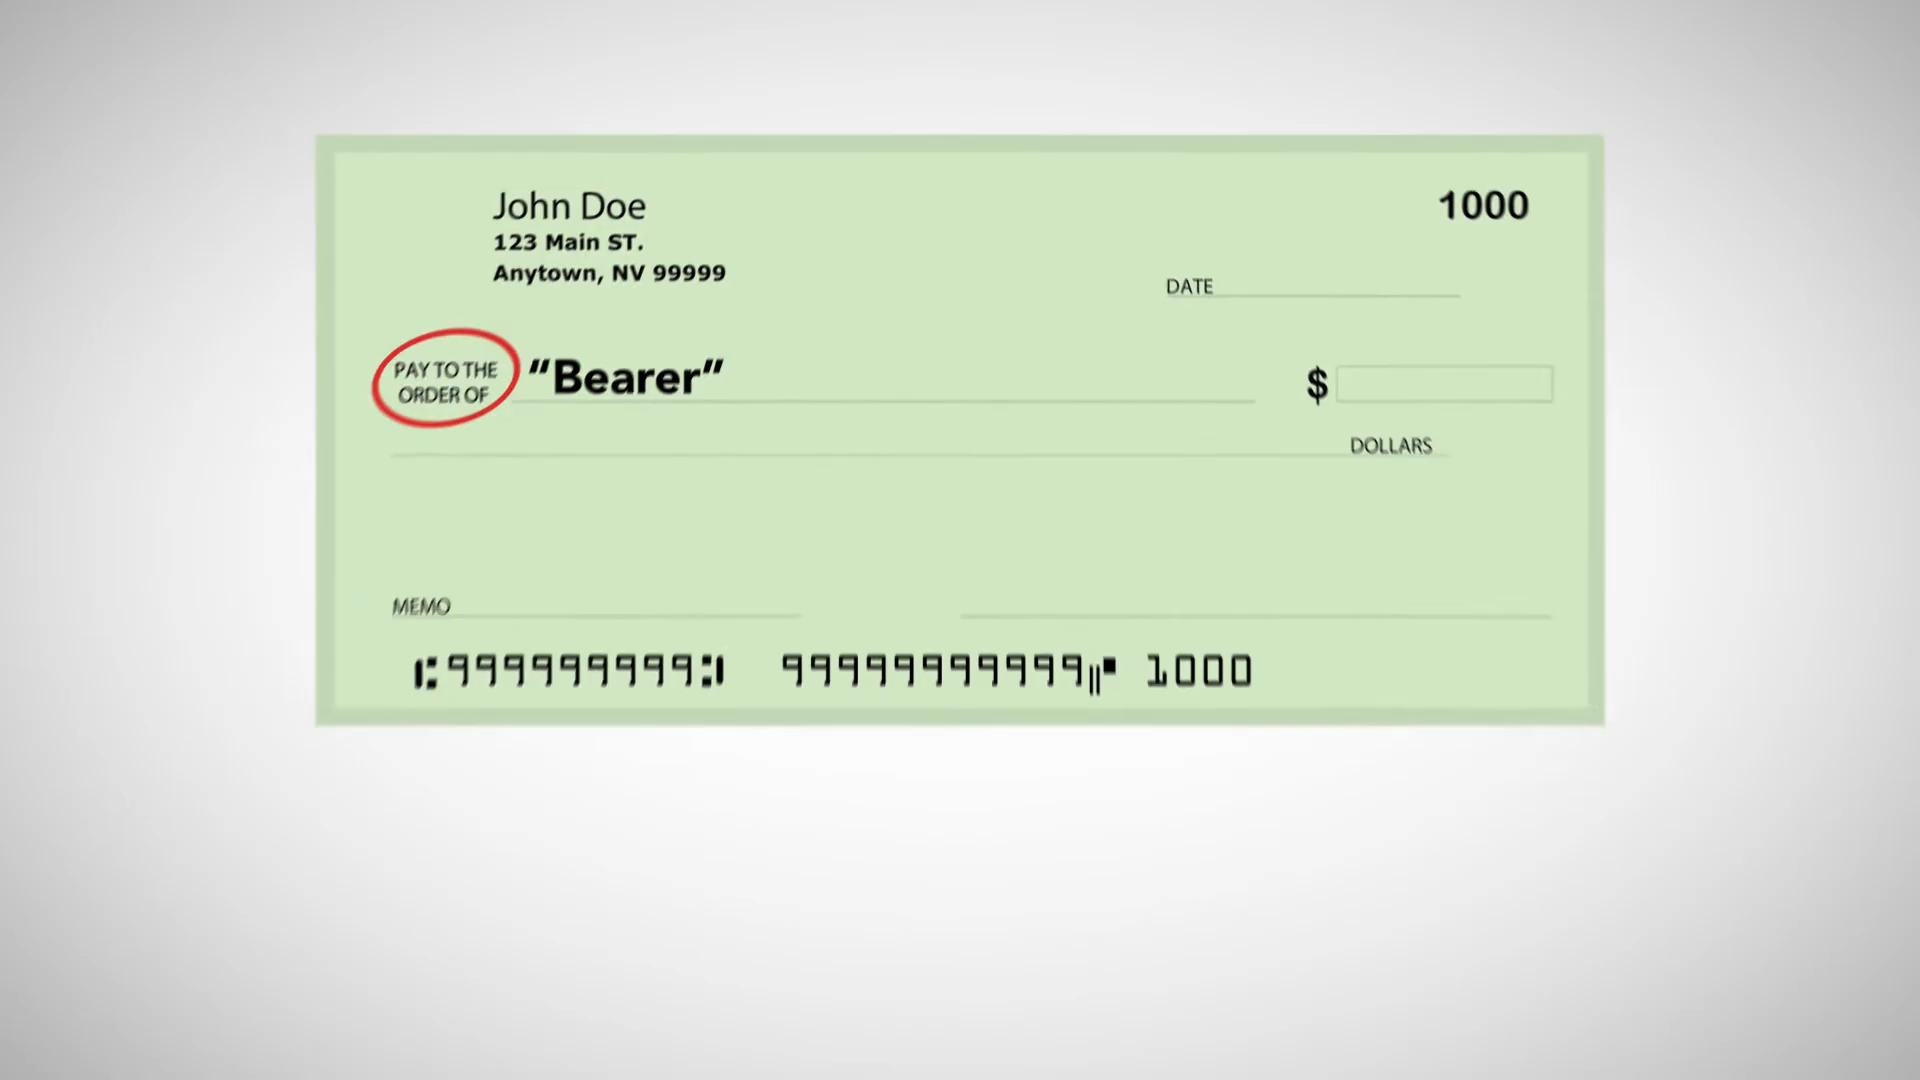 John Doe
1000
123 Main ST.
Anytown, NV 99999
DATE
PAY TO THE
ORDER OF
"Bearer"
$
DOLLARS
MEMO
⑆999999999⑆ 99999999999⑈ 1000